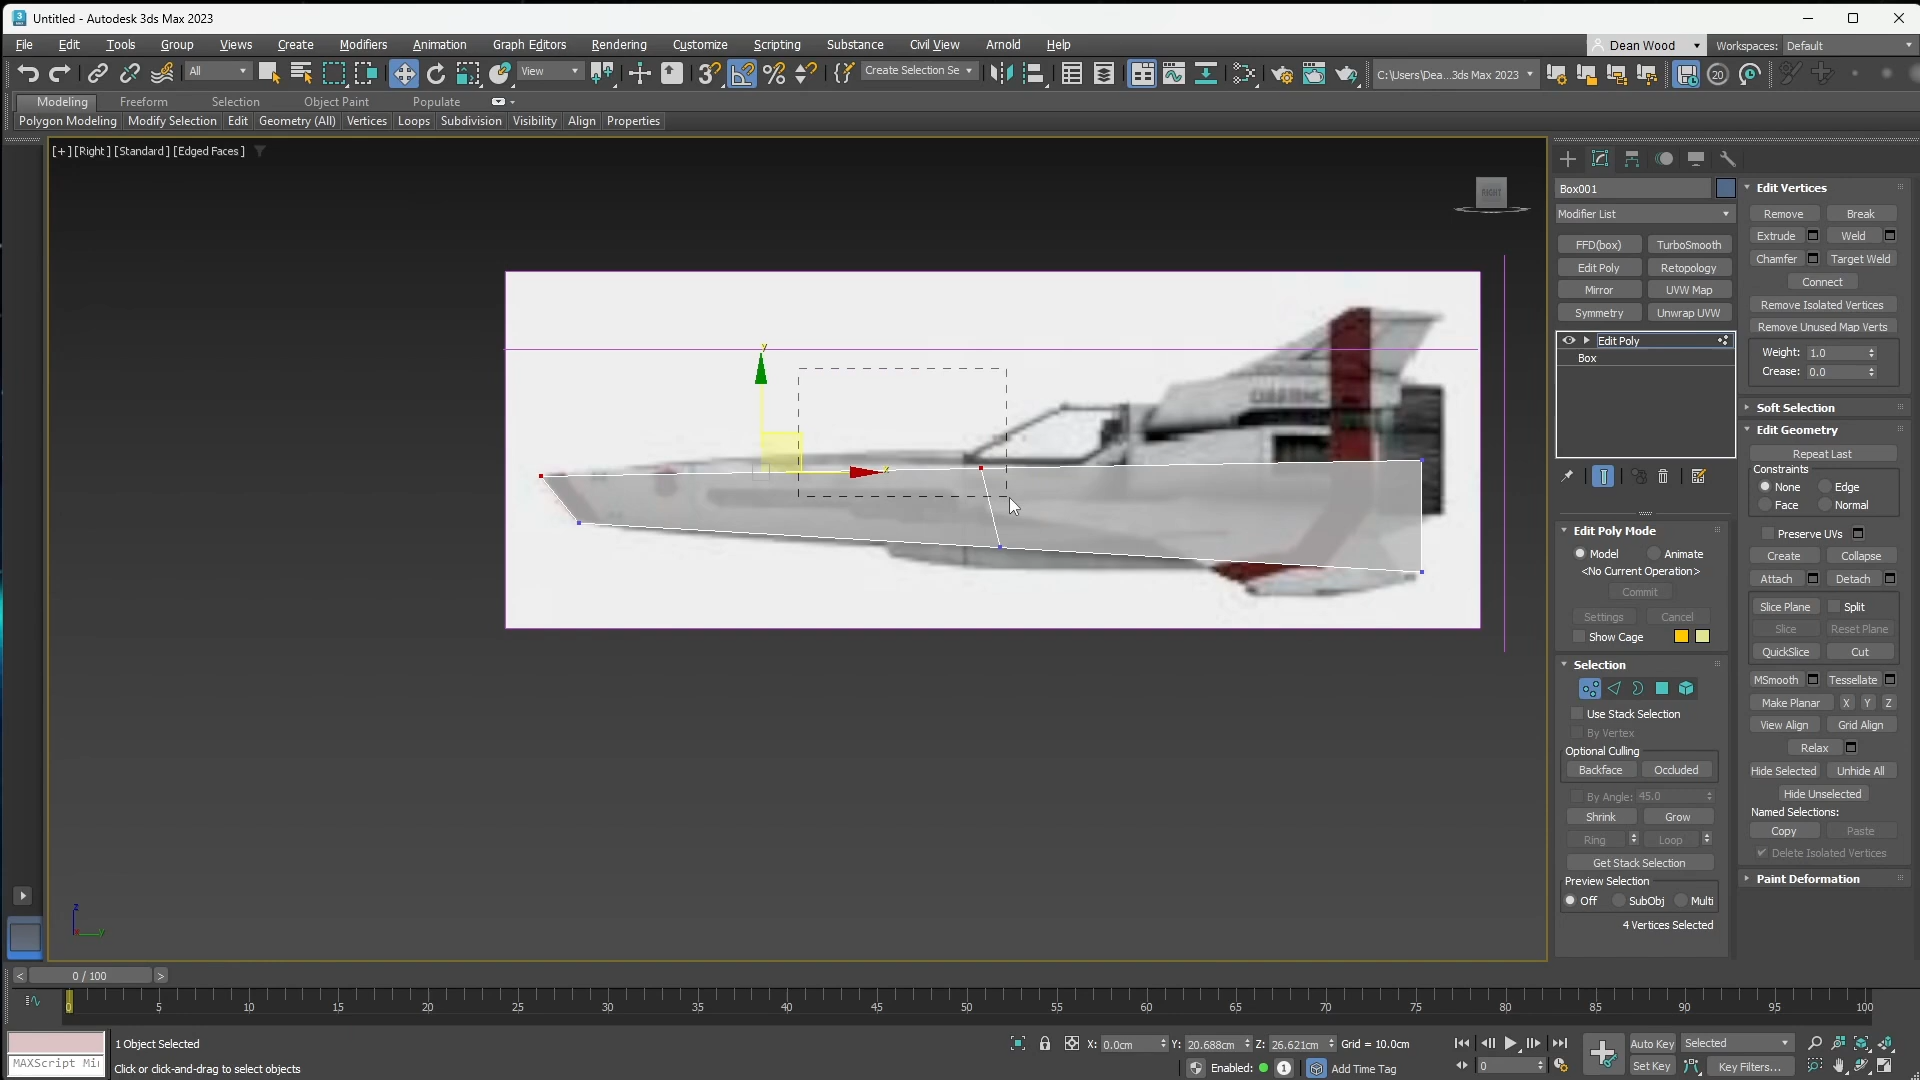 Untitled - Autodesk 3ds Max 2023
File Edit Tools Group Views Create Modifiers Animation Graph Editors Rendering Customize Scripting Substance Civil View Arnold Help
Dean Wood Workspaces: Default
All View Create Selection Se C:\Users\Dea...3ds Max 2023 20
Modeling Freeform Selection Object Paint Populate
Polygon Modeling Modify Selection Edit Geometry (All) Vertices Loops Subdivision Visibility Align Properties
[+] [Right] [Standard] [Edged Faces]
RIGHT
y
x
z
x y
Box001
Modifier List
FFD(box) TurboSmooth
Edit Poly Retopology
Mirror UVW Map
Symmetry Unwrap UVW
Edit Poly
Box
Edit Poly Mode
Model Animate
<No Current Operation>
Commit
Settings Cancel
Show Cage
Selection
Use Stack Selection
By Vertex
Optional Culling
Backface Occluded
By Angle: 45.0
Shrink Grow
Ring Loop
Get Stack Selection
Preview Selection
Off SubObj Multi
4 Vertices Selected
Edit Vertices
Remove Break
Extrude Weld
Chamfer Target Weld
Connect
Remove Isolated Vertices
Remove Unused Map Verts
Weight: 1.0
Crease: 0.0
Soft Selection
Edit Geometry
Repeat Last
Constraints
None Edge
Face Normal
Preserve UVs
Create Collapse
Attach Detach
Slice Plane Split
Slice Reset Plane
QuickSlice Cut
MSmooth Tessellate
Make Planar X Y Z
View Align Grid Align
Relax
Hide Selected Unhide All
Hide Unselected
Named Selections:
Copy Paste
Delete Isolated Vertices
Paint Deformation
< 0 / 100 >
0 5 10 15 20 25 30 35 40 45 50 55 60 65 70 75 80 85 90 95 100
1 Object Selected X: 0.0cm Y: 20.688cm Z: 26.621cm Grid = 10.0cm Auto Key Selected
MAXScript Mi Click or click-and-drag to select objects Enabled: 1 Add Time Tag 0 Set Key Key Filters...